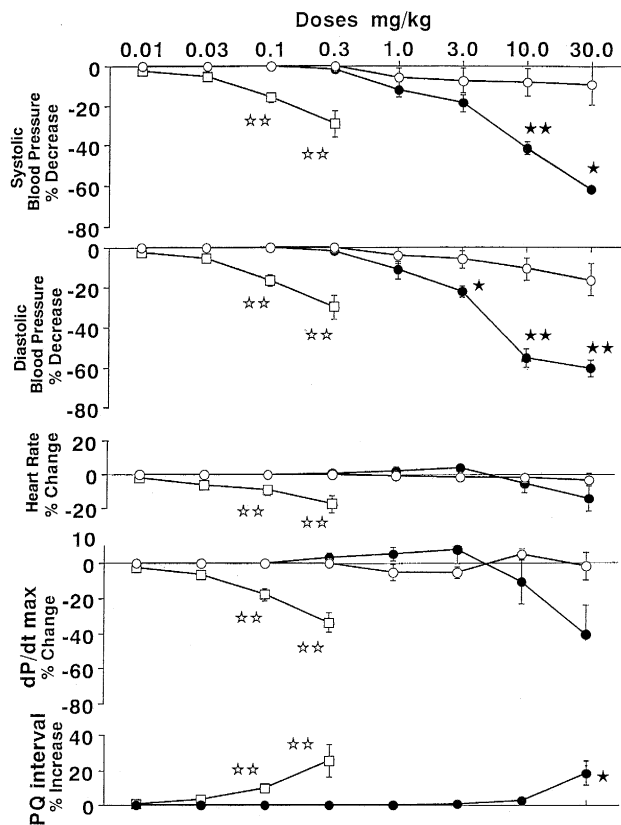 Doses mg/kg
0.01 0.03 0.1 0.3 1.0 3.0 10.0 30.0
Systolic
Blood Pressure
% Decrease
0
-20
-40
-60
-80
Diastolic
Blood Pressure
% Decrease
0
-20
-40
-60
-80
Heart Rate
% Change
20
0
-20
dP/dt max
% Change
10
0
-20
-40
-60
-80
PQ interval
% Increase
40
20
0